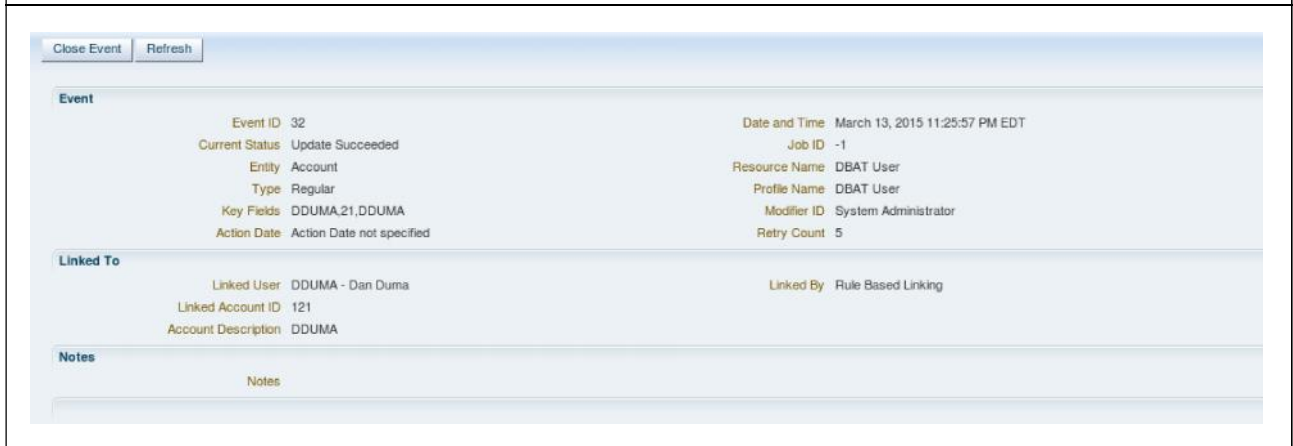 Close Event Refresh
Event
Event ID 32 Date and Time March 13, 2015 11:25:57 PM EDT
Current Status Update Succeeded Job ID -1
Entity Account Resource Name DBAT User
Type Regular Profile Name DBAT User
Key Fields DDUMA,21,DDUMA Modifier ID System Administrator
Action Date Action Date not specified Retry Count 5
Linked To
Linked User DDUMA - Dan Duma Linked By Rule Based Linking
Linked Account ID 121
Account Description DDUMA
Notes
Notes